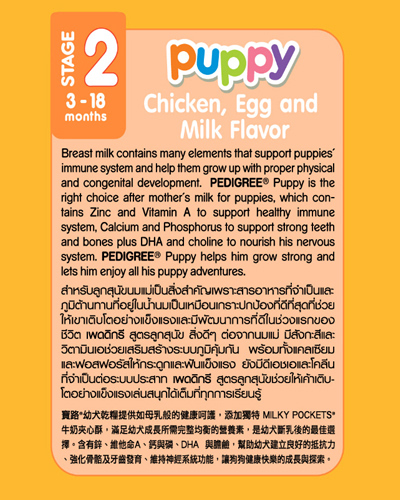 STAGE
2
3 - 18
months
puppy
Chicken, Egg and
Milk Flavor
Breast milk contains many elements that support puppies'
immune system and help them grow up with proper physical
and congenital development. PEDIGREE® Puppy is the
right choice after mother's milk for puppies, which con-
tains Zinc and Vitamin A to support healthy immune
system, Calcium and Phosphorus to support strong teeth
and bones plus DHA and choline to nourish his nervous
system. PEDIGREE® Puppy helps him grow strong and
lets him enjoy all his puppy adventures.
สำหรับลูกสุนัขนมแม่เป็นสิ่งสำคัญเพราะสารอาหารที่จำเป็นและ
ภูมิต้านทานที่อยู่ในน้ำนมเป็นเหมือนเกราะปกป้องที่ดีที่สุดที่ช่วย
ให้เขาเติบโตอย่างแข็งแรงและมีพัฒนาการที่ดีในช่วงแรกของ
ชีวิต เพดดิกรี สูตรลูกสุนัข สิ่งดีๆ ต่อจากนมแม่ มีสังกะสีและ
วิตามินเอช่วยเสริมสร้างระบบภูมิคุ้มกัน พร้อมทั้งแคลเซียม
และฟอสฟอรัสให้กระดูกและฟันแข็งแรง ยังมีดีเอชเอและโคลีน
ที่จำเป็นต่อระบบประสาท เพดดิกรี สูตรลูกสุนัขช่วยให้เค้าเติบ-
โตอย่างแข็งแรงเล่นสนุกได้เต็มที่ทุกการเรียนรู้
寶路®幼犬乾糧提供如母乳般的健康呵護，添加獨特 MILKY POCKETS®
牛奶夾心酥，滿足幼犬成長所需完整均衡的營養素，是幼犬斷乳後的最佳選
擇。含有鋅、維他命A、鈣與磷、DHA 與膽鹼，幫助幼犬建立良好的抵抗力
、強化骨骼及牙齒發育、維持神經系統功能，讓狗狗健康快樂的成長與探索。